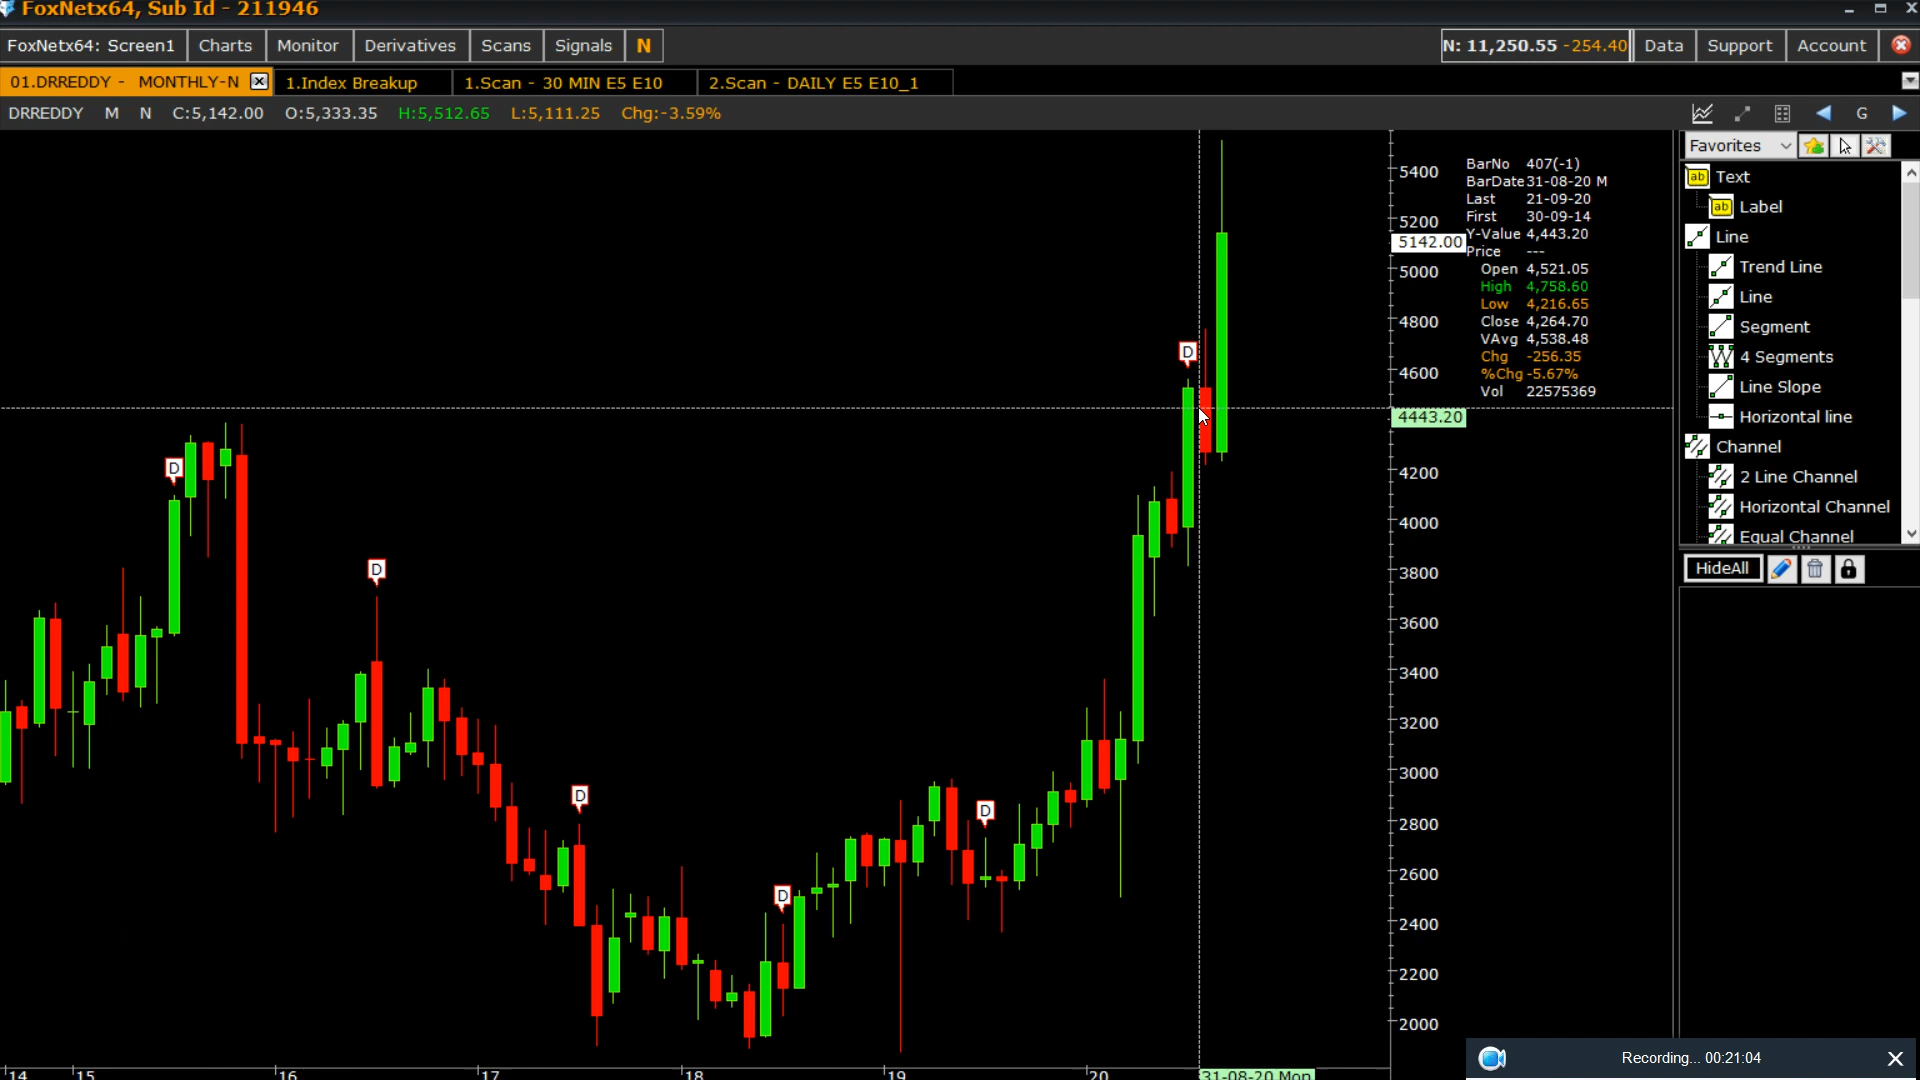 FoxNetx64, Sub Id - 211946
FoxNetx64: Screen1 Charts Monitor Derivatives Scans Signals N N: 11,250.55 -254.40 Data Support Account
01.DRREDDY - MONTHLY-N 1.Index Breakup 1.Scan - 30 MIN E5 E10 2.Scan - DAILY E5 E10_1
DRREDDY M N C:5,142.00 O:5,333.35 H:5,512.65 L:5,111.25 Chg:-3.59% G
Favorites
Text
Label
Line
Trend Line
Line
Segment
4 Segments
Line Slope
Horizontal line
Channel
2 Line Channel
Horizontal Channel
Equal Channel
HideAll
BarNo 407(-1)
BarDate31-08-20 M
Last 21-09-20
First 30-09-14
Y-Value 4,443.20
Price ---
Open 4,521.05
High 4,758.60
Low 4,216.65
Close 4,264.70
VAvg 4,538.48
Chg -256.35
%Chg -5.67%
Vol 22575369
5400
5200
5142.00
5000
4800
4600
4443.20
4200
4000
3800
3600
3400
3200
3000
2800
2600
2400
2200
2000
D
D
D
D
D
D
14 15 16 17 18 19 20 31-08-20 Mon
Recording... 00:21:04